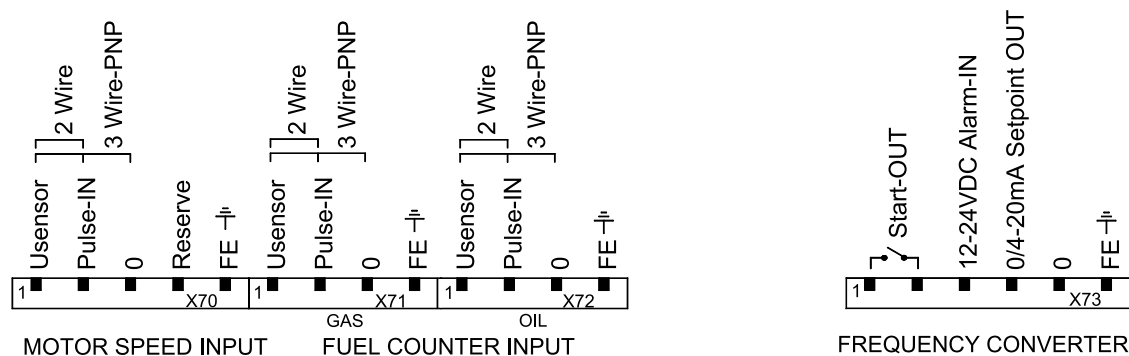 2 Wire
3 Wire-PNP
2 Wire
3 Wire-PNP
2 Wire
3 Wire-PNP
Usensor
Pulse-IN
0
Reserve
FE
Usensor
Pulse-IN
0
FE
Usensor
Pulse-IN
0
FE
Start-OUT
12-24VDC Alarm-IN
0/4-20mA Setpoint OUT
0
FE
1
X70
1
X71
1
X72
1
X73
GAS
OIL
MOTOR SPEED INPUT
FUEL COUNTER INPUT
FREQUENCY CONVERTER